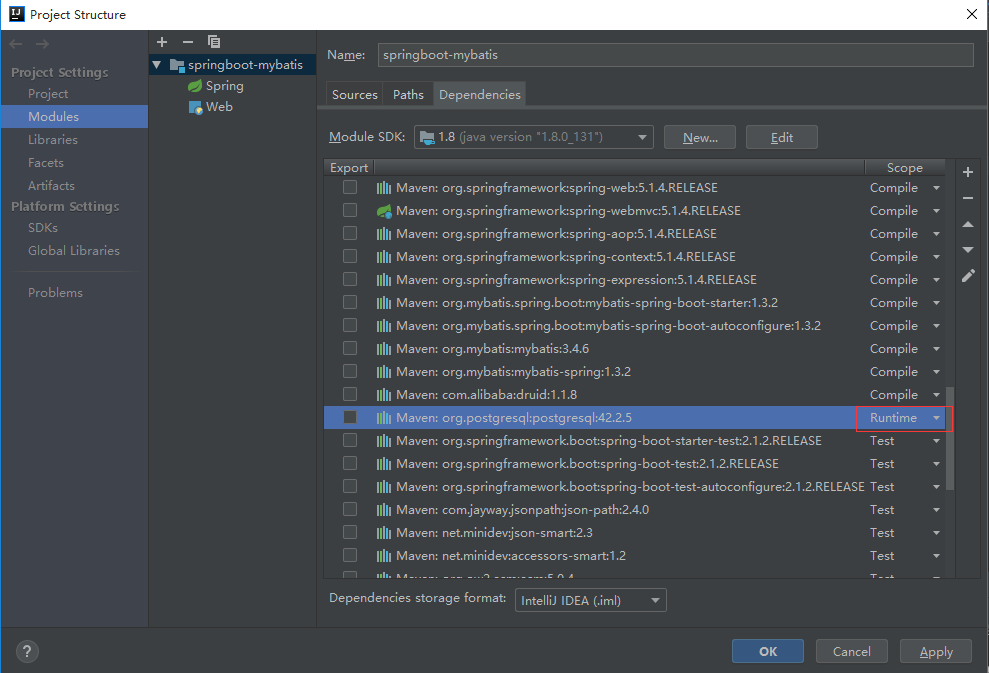 Project Structure
Project Settings
Project
Modules
Libraries
Facets
Artifacts
Platform Settings
SDKs
Global Libraries
Problems
springboot-mybatis
Spring
Web
Name: springboot-mybatis
Sources Paths Dependencies
Module SDK: 1.8 (java version "1.8.0_131") New... Edit
Export Scope
Maven: org.springframework:spring-web:5.1.4.RELEASE Compile
Maven: org.springframework:spring-webmvc:5.1.4.RELEASE Compile
Maven: org.springframework:spring-aop:5.1.4.RELEASE Compile
Maven: org.springframework:spring-context:5.1.4.RELEASE Compile
Maven: org.springframework:spring-expression:5.1.4.RELEASE Compile
Maven: org.mybatis.spring.boot:mybatis-spring-boot-starter:1.3.2 Compile
Maven: org.mybatis.spring.boot:mybatis-spring-boot-autoconfigure:1.3.2 Compile
Maven: org.mybatis:mybatis:3.4.6 Compile
Maven: org.mybatis:mybatis-spring:1.3.2 Compile
Maven: com.alibaba:druid:1.1.8 Compile
Maven: org.postgresql:postgresql:42.2.5 Runtime
Maven: org.springframework.boot:spring-boot-starter-test:2.1.2.RELEASE Test
Maven: org.springframework.boot:spring-boot-test:2.1.2.RELEASE Test
Maven: org.springframework.boot:spring-boot-test-autoconfigure:2.1.2.RELEASE Test
Maven: com.jayway.jsonpath:json-path:2.4.0 Test
Maven: net.minidev:json-smart:2.3 Test
Maven: net.minidev:accessors-smart:1.2 Test
Dependencies storage format: IntelliJ IDEA (.iml)
? OK Cancel Apply